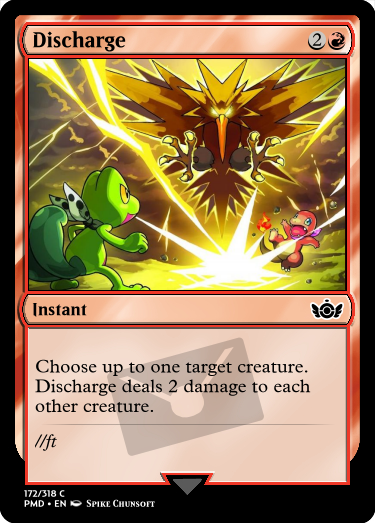 Discharge 2
Instant
Choose up to one target creature.
Discharge deals 2 damage to each
other creature.
//ft
172/318 C
PMD • EN Spike Chunsoft